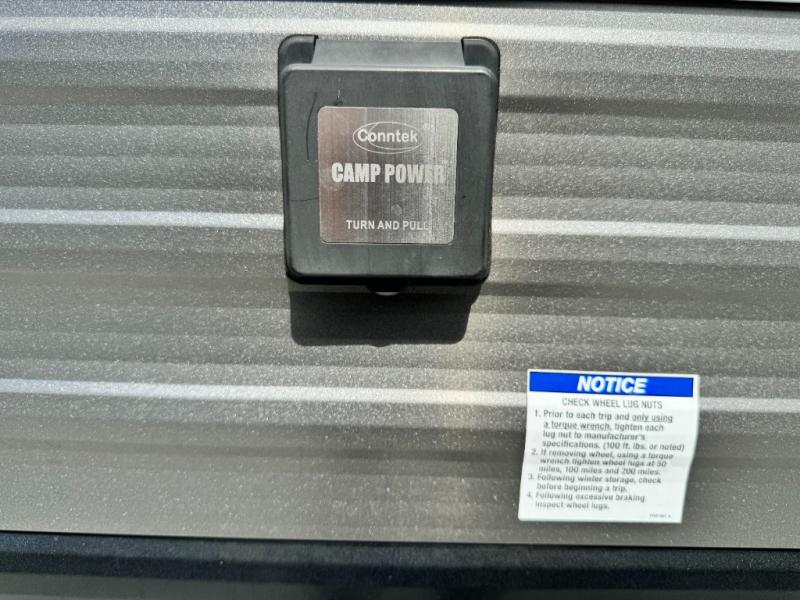 Conntek
CAMP POWER
TURN AND PULL
NOTICE
CHECK WHEEL LUG NUTS
1. Prior to each trip and only using
a torque wrench, tighten each
lug nut to manufacturer's
specifications. (100 ft. lbs. or noted)
2. If removing wheel, using a torque
wrench tighten wheel lugs at 50
miles, 100 miles and 200 miles.
3. Following winter storage, check
before beginning a trip.
4. Following excessive braking
inspect wheel lugs.